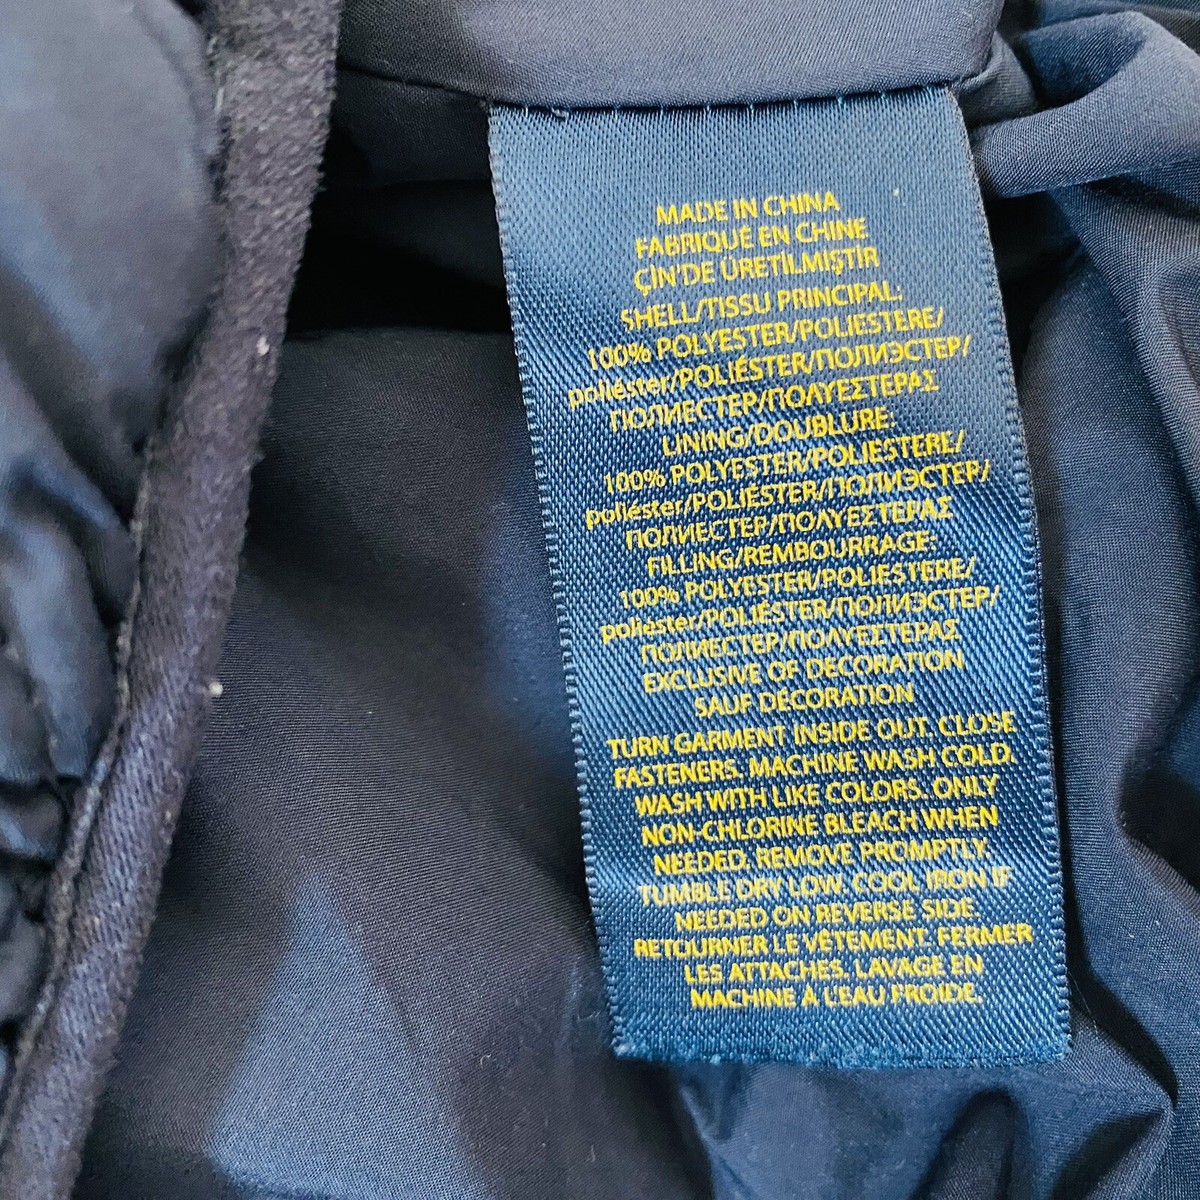 MADE IN CHINA
FABRIQUÉ EN CHINE
ÇİN'DE ÜRETİLMİŞTİR
SHELL/TISSU PRINCIPAL:
100% POLYESTER/POLIESTERE/
poliéster/POLIÉSTER/ПОЛИЭСТЕР/
ПОЛИЕСТЕР/ΠΟΛΥΕΣΤΕΡΑΣ
LINING/DOUBLURE:
100% POLYESTER/POLIESTERE/
poliéster/POLIÉSTER/ПОЛИЭСТЕР/
ПОЛИЕСТЕР/ΠΟΛΥΕΣΤΕΡΑΣ
FILLING/REMBOURRAGE:
100% POLYESTER/POLIESTERE/
poliéster/POLIÉSTER/ПОЛИЭСТЕР/
ПОЛИЕСТЕР/ΠΟΛΥΕΣΤΕΡΑΣ
EXCLUSIVE OF DECORATION
SAUF DÉCORATION
TURN GARMENT INSIDE OUT. CLOSE
FASTENERS. MACHINE WASH COLD.
WASH WITH LIKE COLORS. ONLY
NON-CHLORINE BLEACH WHEN
NEEDED. REMOVE PROMPTLY.
TUMBLE DRY LOW. COOL IRON IF
NEEDED ON REVERSE SIDE.
RETOURNER LE VÊTEMENT. FERMER
LES ATTACHES. LAVAGE EN
MACHINE À L'EAU FROIDE.